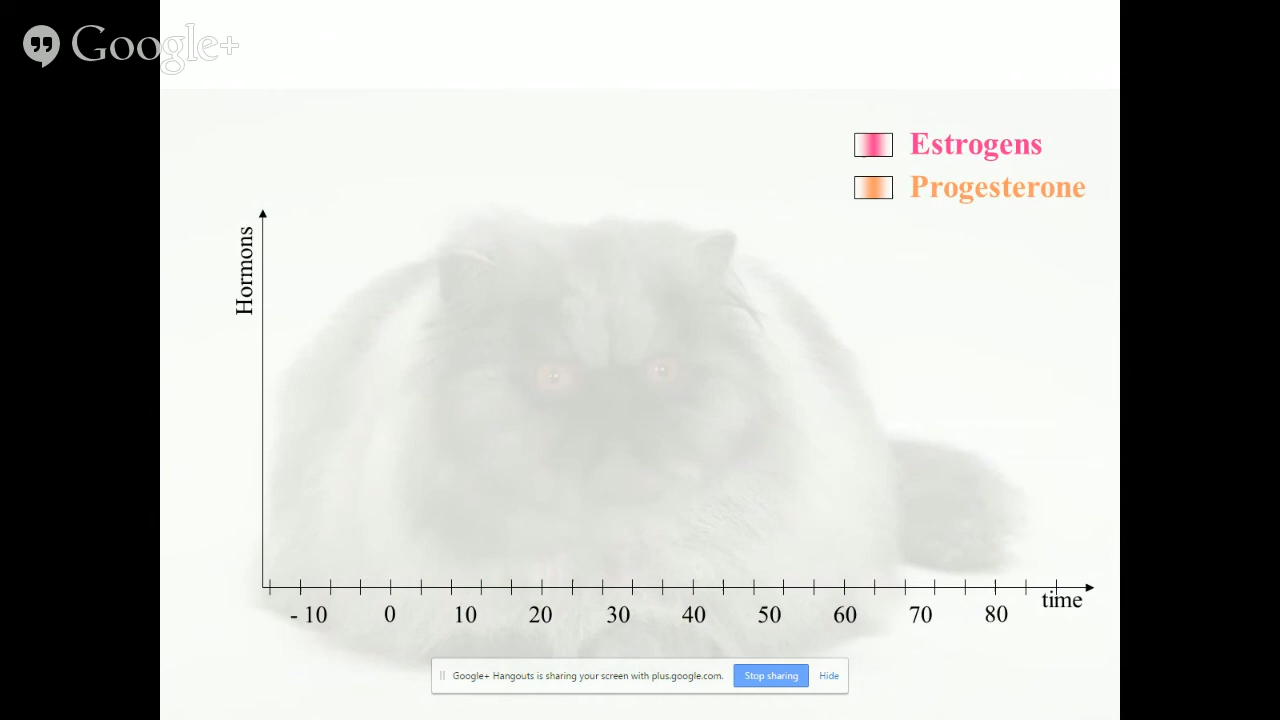 Google+
Estrogens
Progesterone
Hormons
time
- 10 0 10 20 30 40 50 60 70 80
Google+ Hangouts is sharing your screen with plus.google.com. Stop sharing Hide